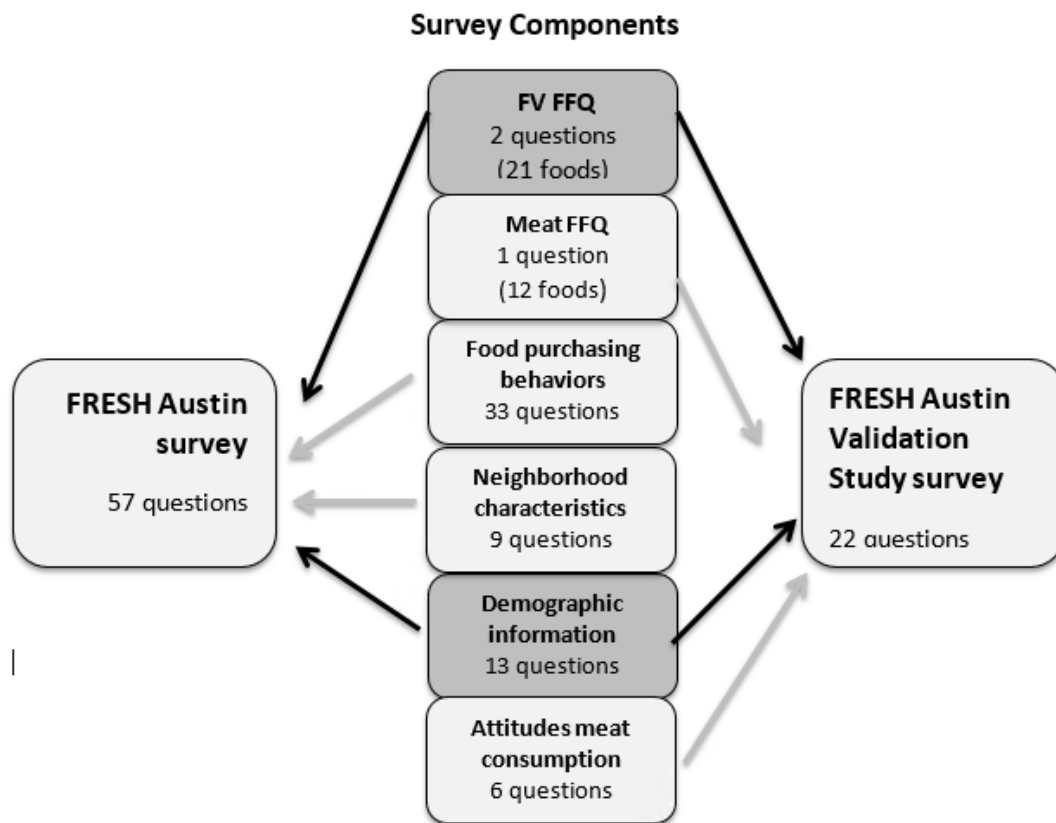 Survey Components
FV FFQ
2 questions
(21 foods)
Meat FFQ
1 question
(12 foods)
Food purchasing
behaviors
33 questions
Neighborhood
characteristics
9 questions
Demographic
information
13 questions
Attitudes meat
consumption
6 questions
FRESH Austin
survey
57 questions
FRESH Austin
Validation
Study survey
22 questions